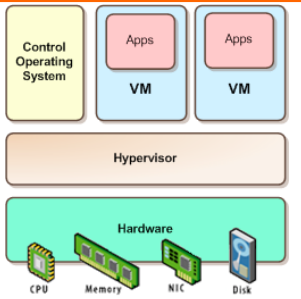 Control
Operating
System
Apps
VM
Apps
VM
Hypervisor
Hardware
CPU
Memory
NIC
Disk